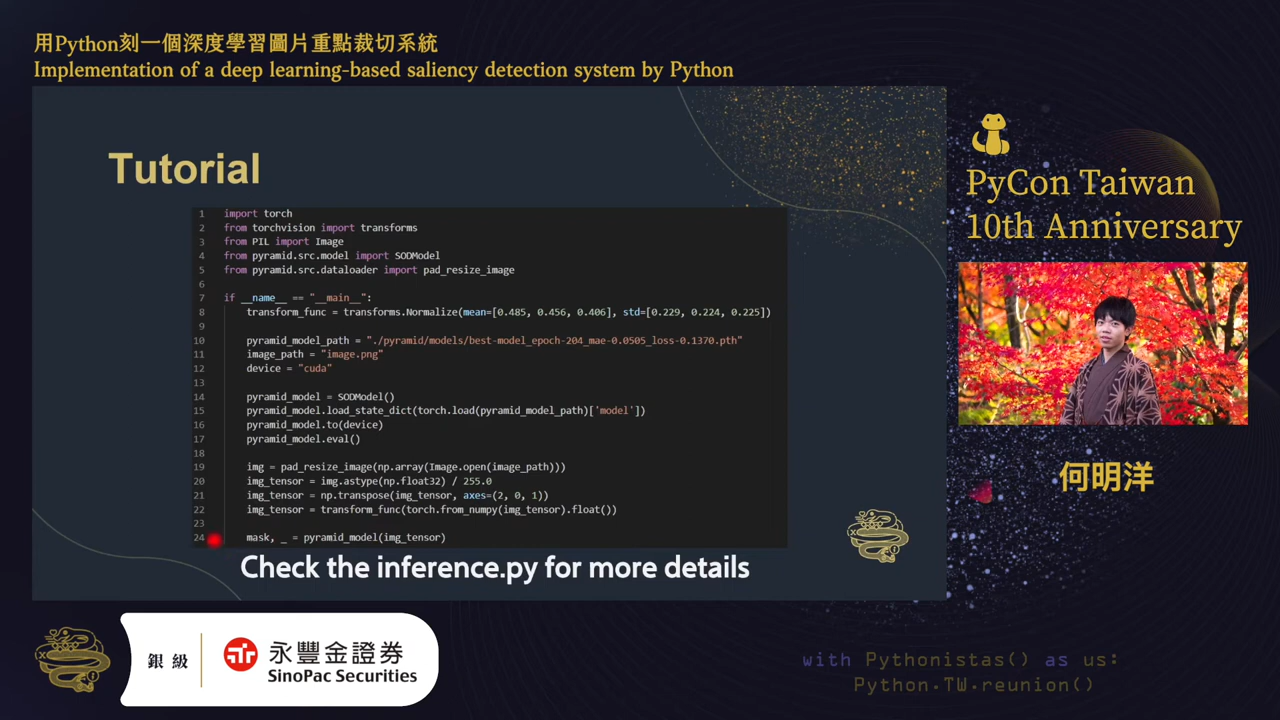 用Python刻一個深度學習圖片重點裁切系統
Implementation of a deep learning-based saliency detection system by Python
Tutorial
1 import torch
2 from torchvision import transforms
3 from PIL import Image
4 from pyramid.src.model import SODModel
5 from pyramid.src.dataloader import pad_resize_image
6
7 if __name__ == "__main__":
8 transform_func = transforms.Normalize(mean=[0.485, 0.456, 0.406], std=[0.229, 0.224, 0.225])
9
10 pyramid_model_path = "./pyramid/models/best-model_epoch-204_mae-0.0505_loss-0.1370.pth"
11 image_path = "image.png"
12 device = "cuda"
13
14 pyramid_model = SODModel()
15 pyramid_model.load_state_dict(torch.load(pyramid_model_path)['model'])
16 pyramid_model.to(device)
17 pyramid_model.eval()
18
19 img = pad_resize_image(np.array(Image.open(image_path)))
20 img_tensor = img.astype(np.float32) / 255.0
21 img_tensor = np.transpose(img_tensor, axes=(2, 0, 1))
22 img_tensor = transform_func(torch.from_numpy(img_tensor).float())
23
24 mask, _ = pyramid_model(img_tensor)
Check the inference.py for more details
PyCon Taiwan
10th Anniversary
何明洋
銀級
永豐金證券
SinoPac Securities
with Pythonistas() as us:
Python.TW.reunion()